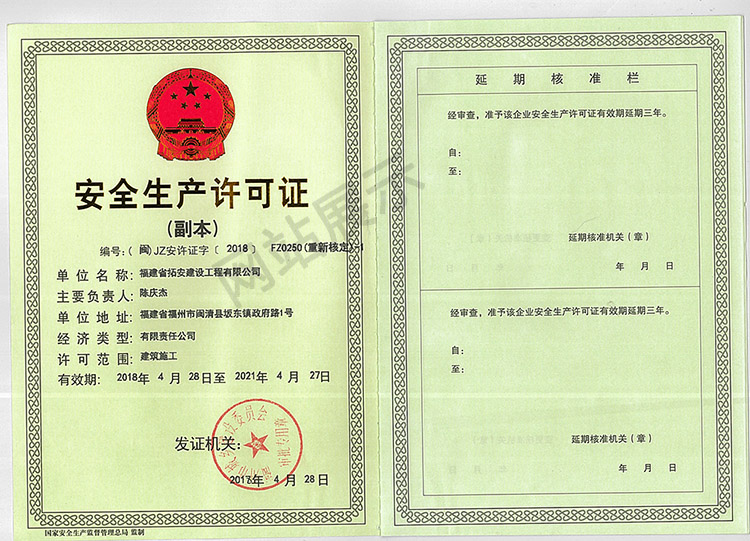 安全生产许可证
(副本)
编号:(闽)JZ安许证字〔2018〕FZ0250(重新核定)-1
单位名称:福建省拓安建设工程有限公司
主要负责人:陈庆杰
单位地址:福建省福州市闽清县坂东镇政府路1号
经济类型:有限责任公司
许可范围:建筑施工
有效期:2018年4月28日至2021年4月27日
发证机关:
设委员会
审批专用章
4月28日
国家安全生产监督管理总局 监制
网站展示
延期核准栏
经审查,准予该企业安全生产许可证有效期延期三年。
自:
至:
延期核准机关(章)
年 月 日
经审查,准予该企业安全生产许可证有效期延期三年。
自:
至:
延期核准机关(章)
年 月 日